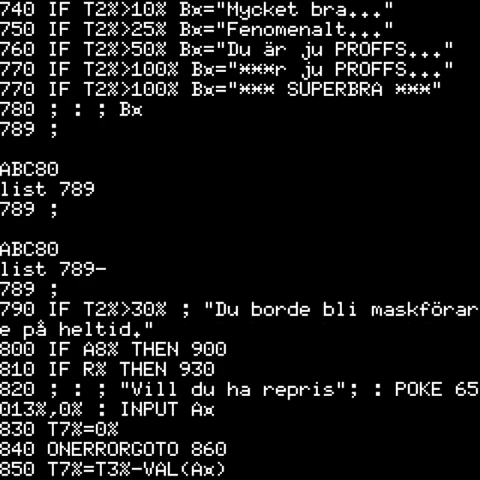 740 IF T2%>10% B¤="Mycket bra..."
750 IF T2%>25% B¤="Fenomenalt..."
760 IF T2%>50% B¤="Du är ju PROFFS..."
770 IF T2%>100% B¤="***r ju PROFFS..."
770 IF T2%>100% B¤="*** SUPERBRA ***"
780 ; : ; B¤
789 ;
ABC80
list 789
789 ;
ABC80
list 789-
789 ;
790 IF T2%>30% ; "Du borde bli maskförar
e på heltid."
800 IF A8% THEN 900
810 IF R% THEN 930
820 ; : ; "Vill du ha repris"; : POKE 65
013%,0% : INPUT A¤
830 T7%=0%
840 ONERRORGOTO 860
850 T7%=T3%-VAL(A¤)